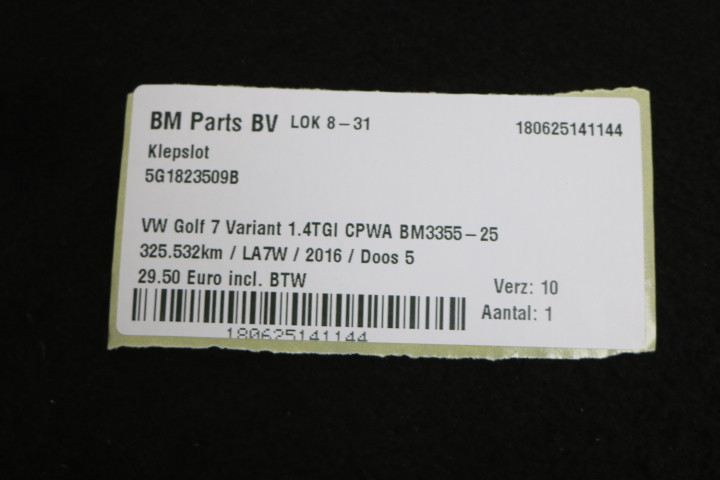 BM Parts BV LOK 8-31 180625141144
Klepslot
5G1823509B
VW Golf 7 Variant 1.4TGI CPWA BM3355-25
325.532km / LA7W / 2016 / Doos 5
29.50 Euro incl. BTW
Verz: 10
Aantal: 1
180625141144